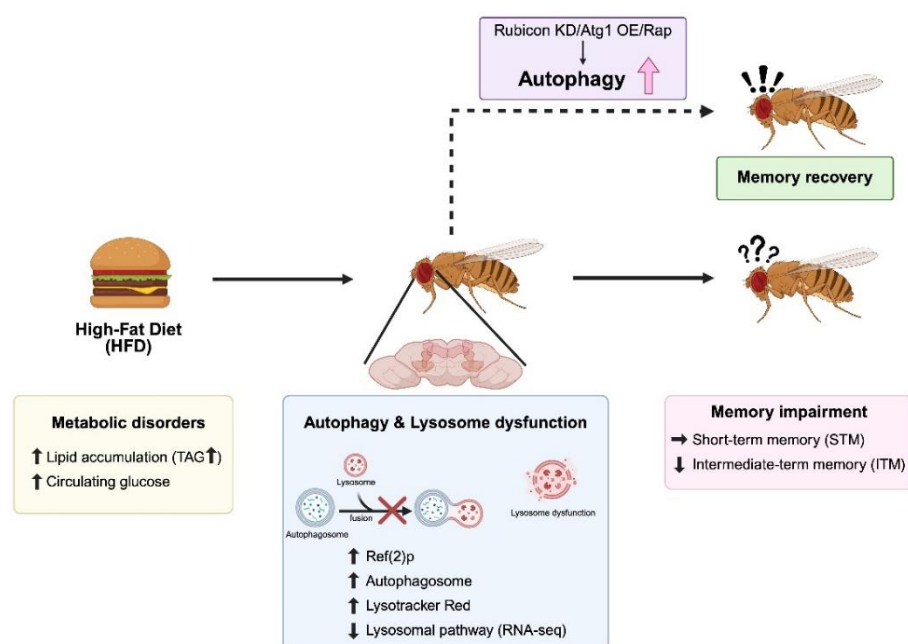 Rubicon KD/Atg1 OE/Rap
Autophagy
!!!
Memory recovery
???
High-Fat Diet
(HFD)
Metabolic disorders
↑ Lipid accumulation (TAG↑)
↑ Circulating glucose
Autophagy & Lysosome dysfunction
Lysosome
fusion
Autophagosome
Lysosome dysfunction
↑ Ref(2)p
↑ Autophagosome
↑ Lysotracker Red
↓ Lysosomal pathway (RNA-seq)
Memory impairment
→ Short-term memory (STM)
↓ Intermediate-term memory (ITM)